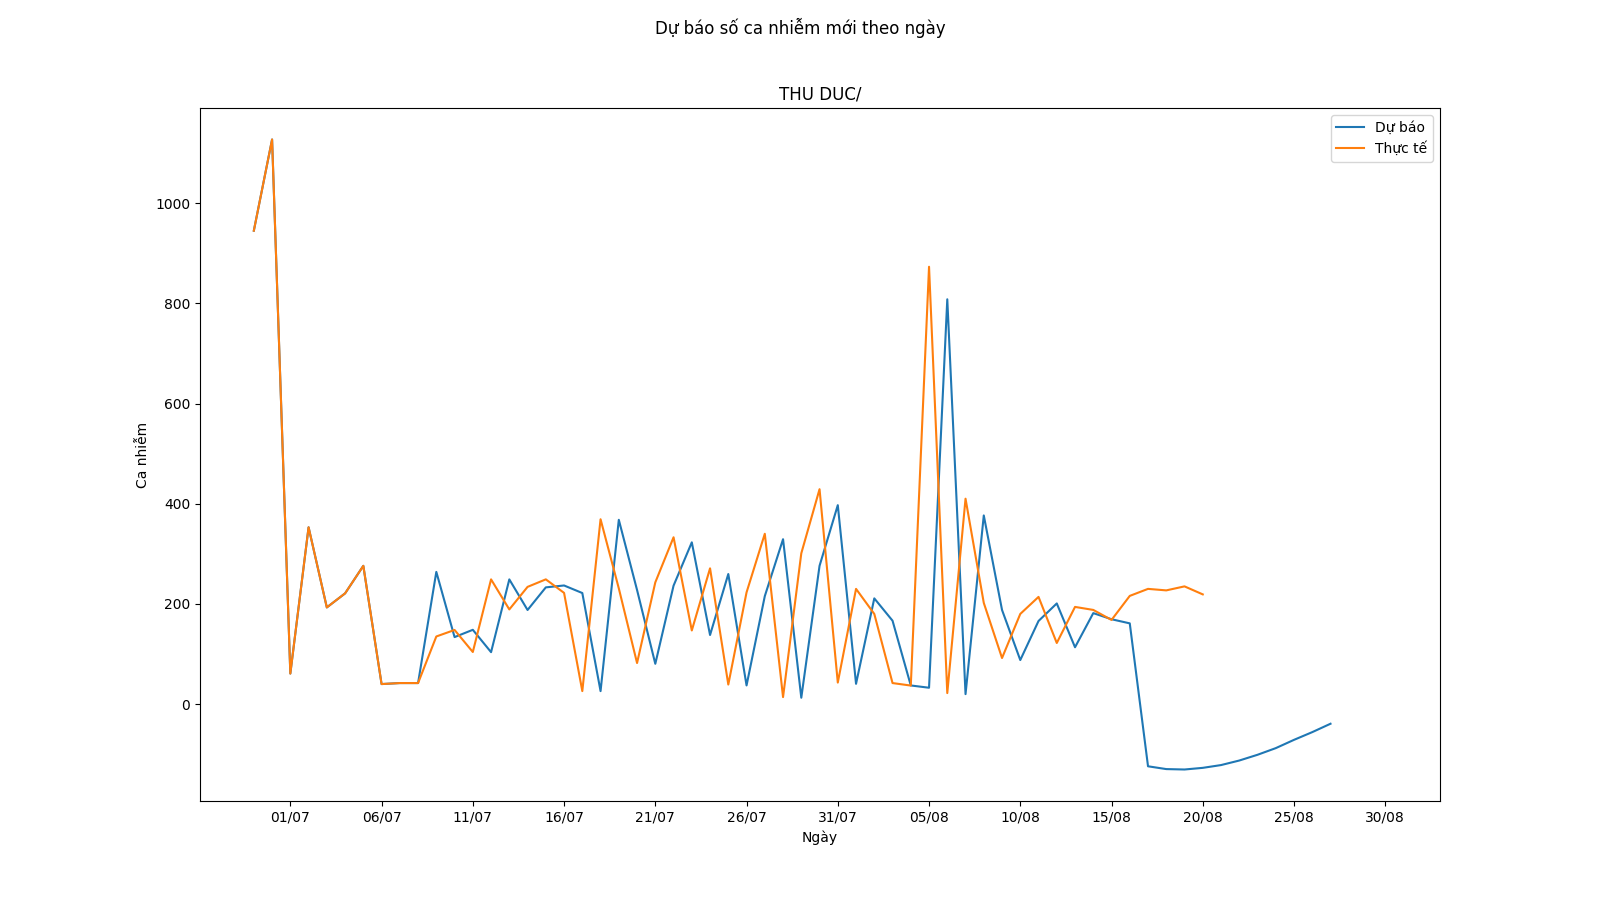 Dự báo số ca nhiễm mới theo ngày
THU DUC/
Dự báo
Thực tế
1000
800
600
400
200
0
Ca nhiễm
01/07 06/07 11/07 16/07 21/07 26/07 31/07 05/08 10/08 15/08 20/08 25/08 30/08
Ngày